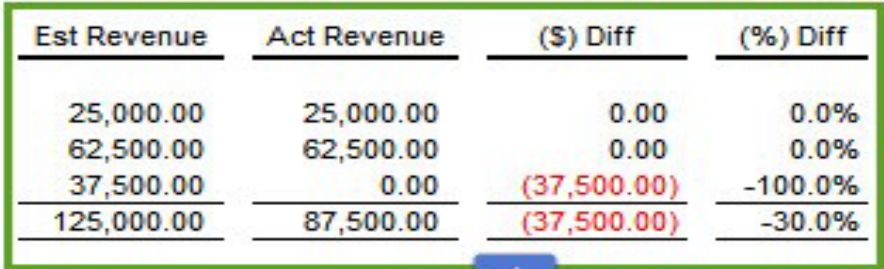 Est Revenue Act Revenue ($) Diff (%) Diff
25,000.00 25,000.00 0.00 0.0%
62,500.00 62,500.00 0.00 0.0%
37,500.00 0.00 (37,500.00) -100.0%
125,000.00 87,500.00 (37,500.00) -30.0%